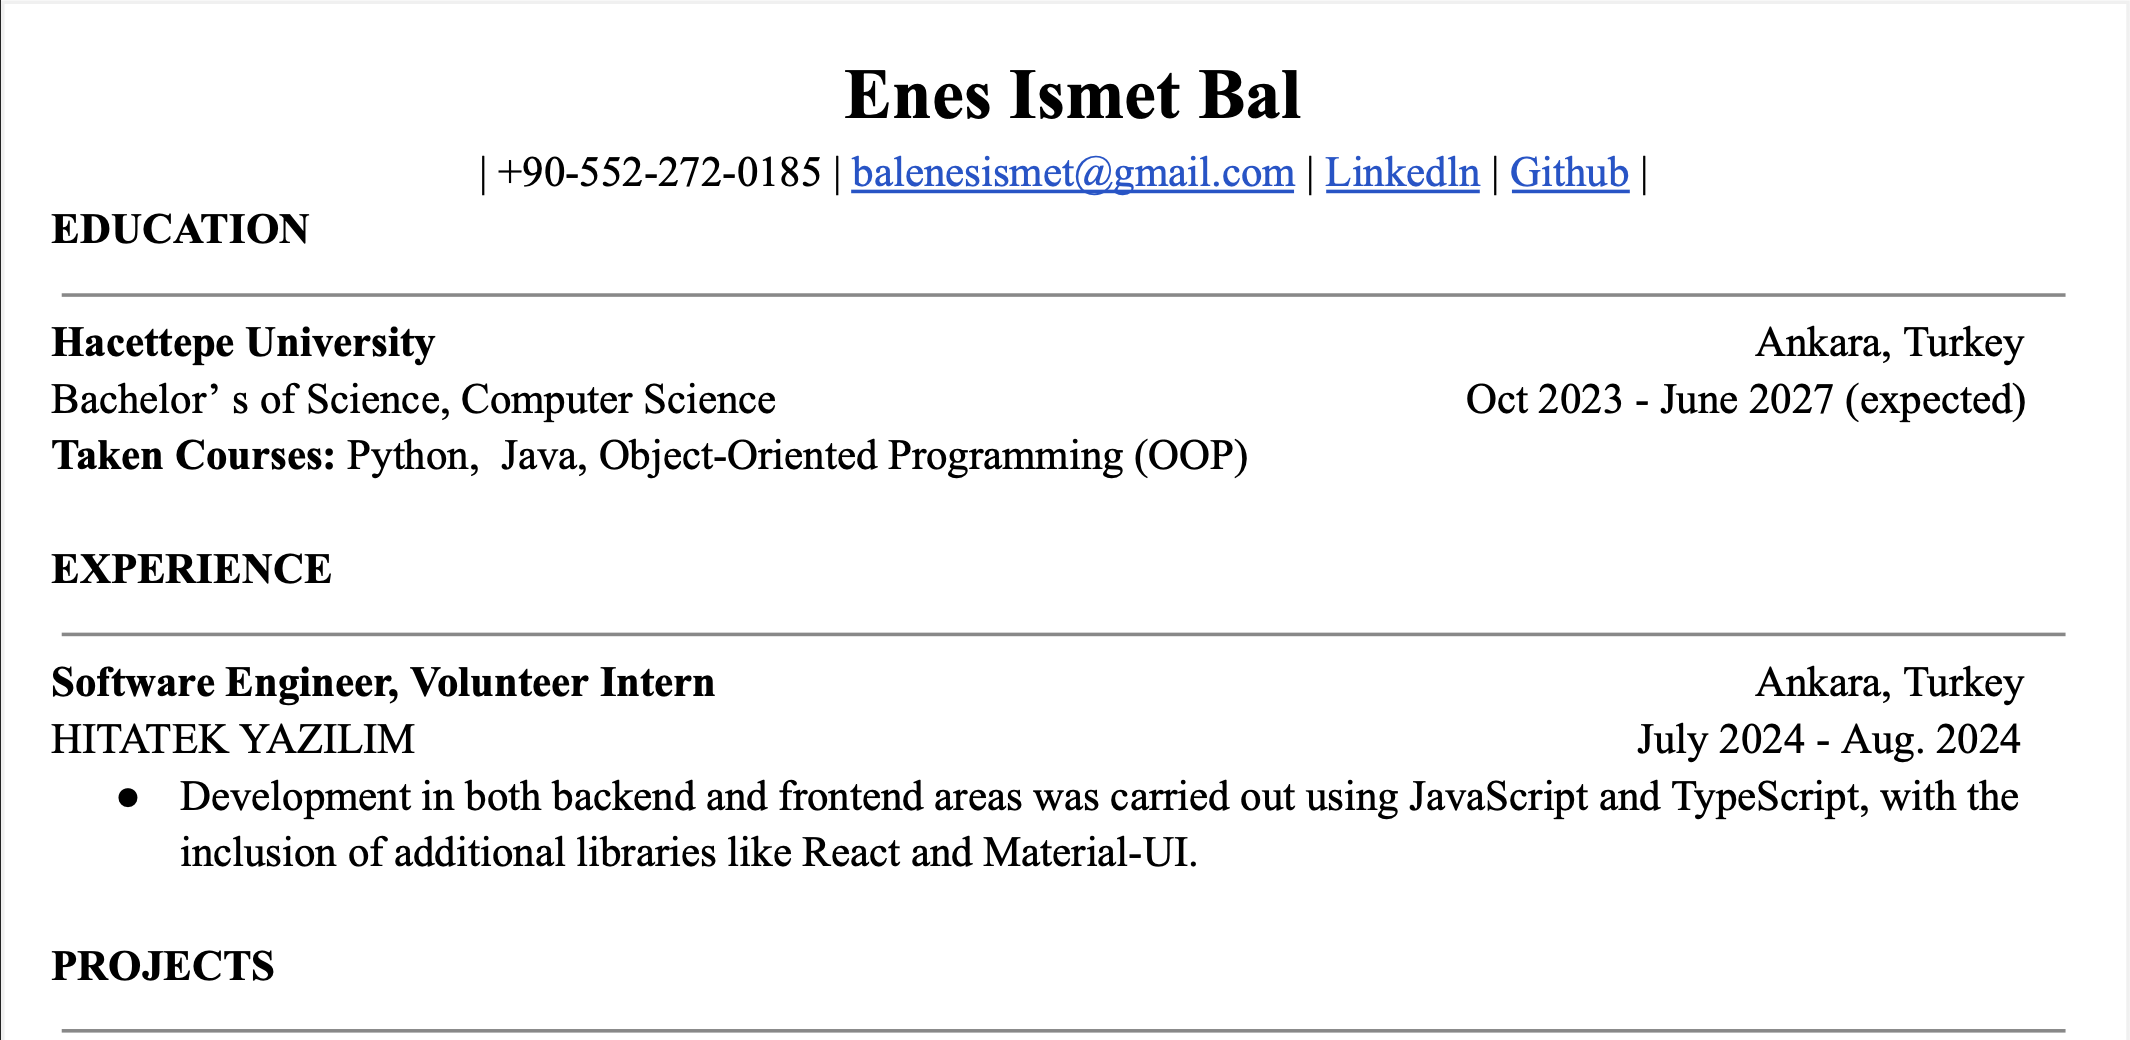 Enes Ismet Bal
| +90-552-272-0185 | balenesismet@gmail.com | Linkedln | Github |
EDUCATION
Hacettepe University Ankara, Turkey
Bachelor’ s of Science, Computer Science Oct 2023 - June 2027 (expected)
Taken Courses: Python,  Java, Object-Oriented Programming (OOP)
EXPERIENCE
Software Engineer, Volunteer Intern Ankara, Turkey
HITATEK YAZILIM July 2024 - Aug. 2024
● Development in both backend and frontend areas was carried out using JavaScript and TypeScript, with the
inclusion of additional libraries like React and Material-UI.
PROJECTS